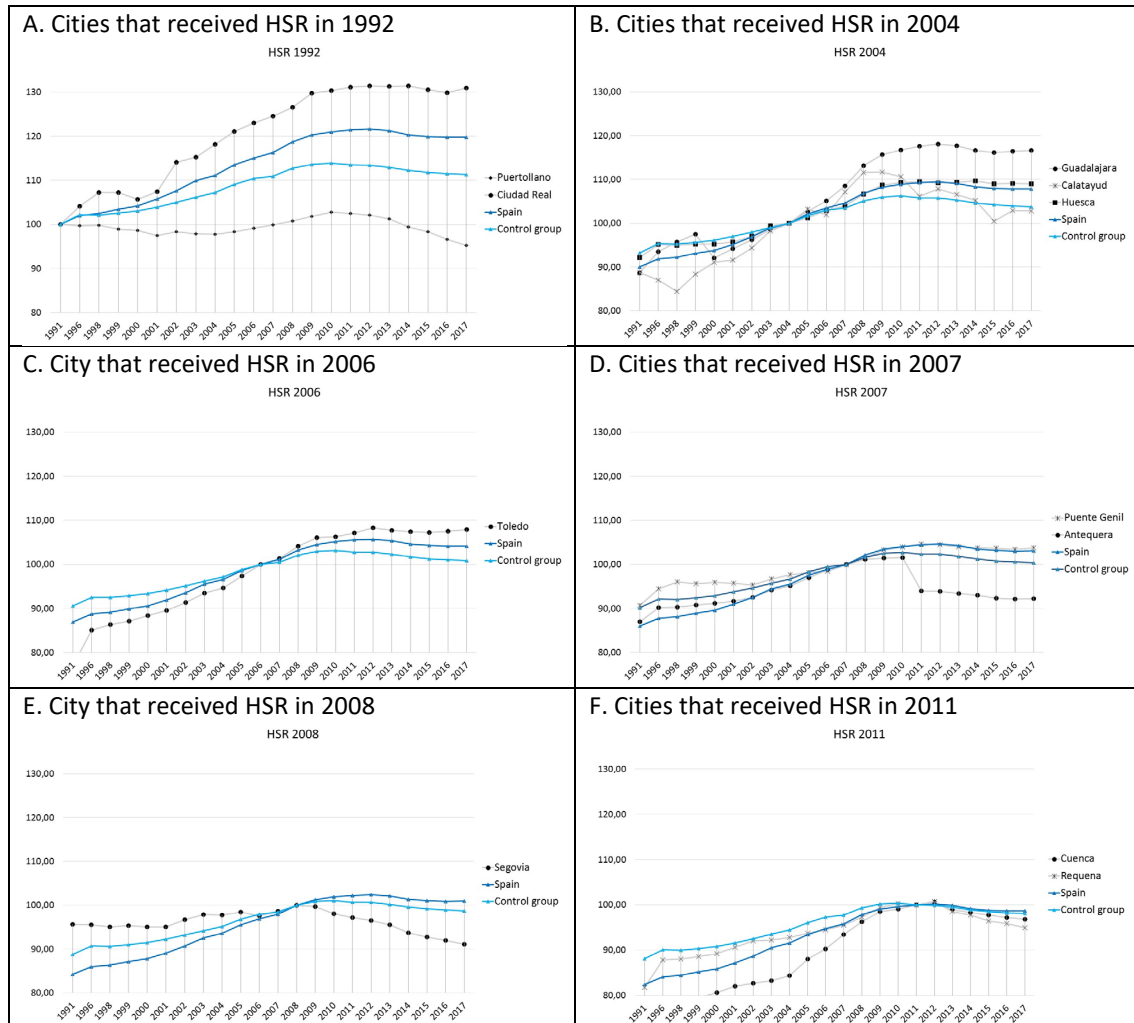 A. Cities that received HSR in 1992
HSR 1992
130
120
110
100
90
80
1991 1996 1998 1999 2000 2001 2002 2003 2004 2005 2006 2007 2008 2009 2010 2011 2012 2013 2014 2015 2016 2017
Puertollano
Ciudad Real
Spain
Control group
B. Cities that received HSR in 2004
HSR 2004
130,00
120,00
110,00
100,00
90,00
80,00
1991 1996 1998 1999 2000 2001 2002 2003 2004 2005 2006 2007 2008 2009 2010 2011 2012 2013 2014 2015 2016 2017
Guadalajara
Calatayud
Huesca
Spain
Control group
C. City that received HSR in 2006
HSR 2006
130,00
120,00
110,00
100,00
90,00
80,00
1991 1996 1998 1999 2000 2001 2002 2003 2004 2005 2006 2007 2008 2009 2010 2011 2012 2013 2014 2015 2016 2017
Toledo
Spain
Control group
D. Cities that received HSR in 2007
HSR 2007
130,00
120,00
110,00
100,00
90,00
80,00
1991 1996 1998 1999 2000 2001 2002 2003 2004 2005 2006 2007 2008 2009 2010 2011 2012 2013 2014 2015 2016 2017
Puente Genil
Antequera
Spain
Control group
E. City that received HSR in 2008
HSR 2008
130,00
120,00
110,00
100,00
90,00
80,00
1991 1996 1998 1999 2000 2001 2002 2003 2004 2005 2006 2007 2008 2009 2010 2011 2012 2013 2014 2015 2016 2017
Segovia
Spain
Control group
F. Cities that received HSR in 2011
HSR 2011
130,00
120,00
110,00
100,00
90,00
80,00
1991 1996 1998 1999 2000 2001 2002 2003 2004 2005 2006 2007 2008 2009 2010 2011 2012 2013 2014 2015 2016 2017
Cuenca
Requena
Spain
Control group